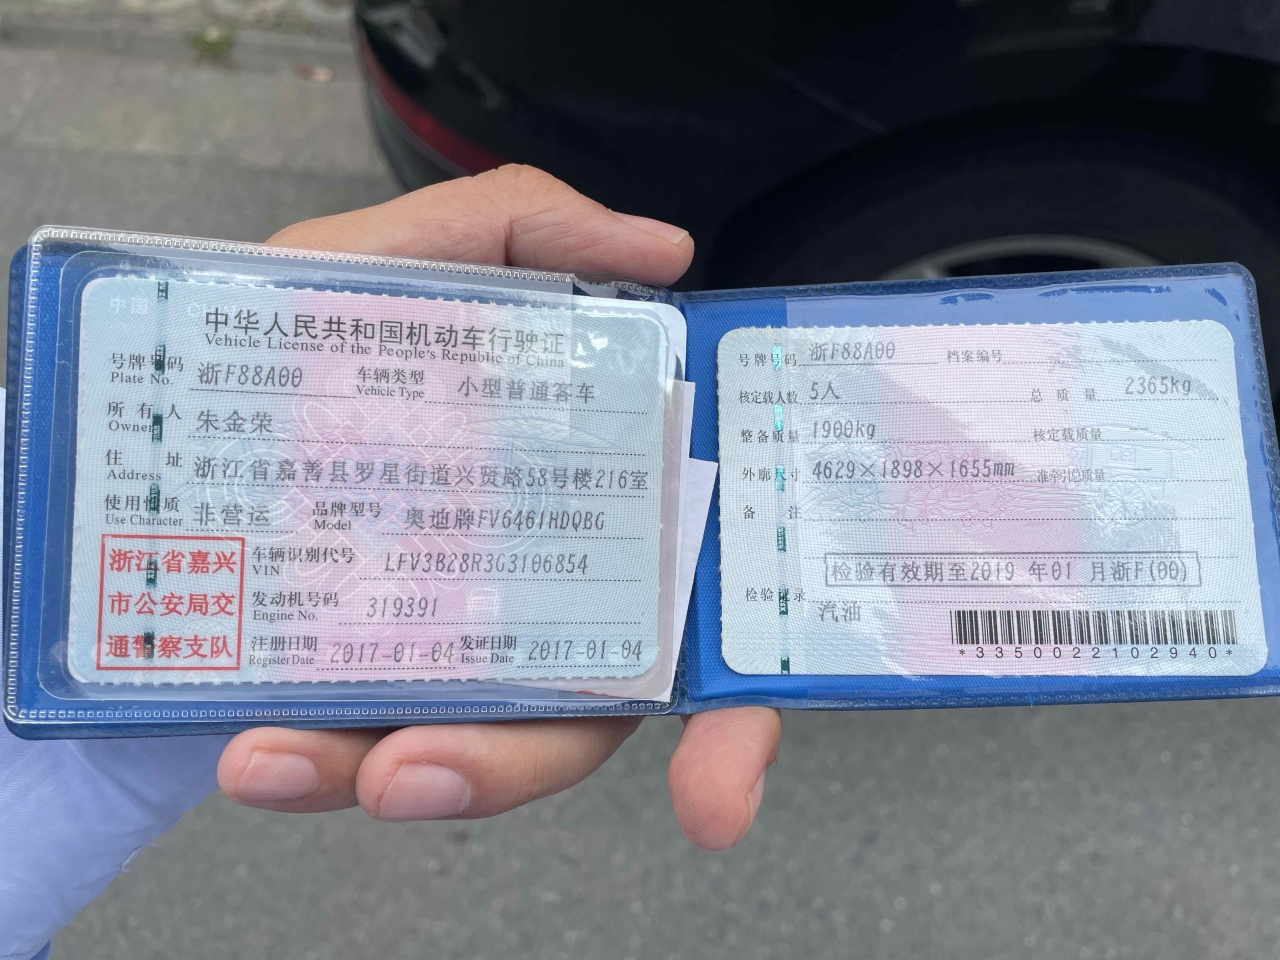 中华人民共和国机动车行驶证
Vehicle License of the People's Republic of China
号牌号码 浙F88A00 车辆类型 小型普通客车
Plate No. Vehicle Type
所有人 朱金荣
Owner
住址 浙江省嘉善县罗星街道兴贤路58号楼216室
Address
使用性质 非营运 品牌型号 奥迪牌FV6461HDQBG
Use Character Model
浙江省嘉兴
市公安局交
通警察支队
车辆识别代号 LFV3B28R3G3106854
VIN
发动机号码 319391
Engine No.
注册日期 2017-01-04 发证日期 2017-01-04
Register Date Issue Date
号牌号码 浙F88A00 档案编号
核定载人数 5人 总质量 2365kg
整备质量 1900kg 核定载质量
外廓尺寸 4629×1898×1655mm 准牵引总质量
备注
检验有效期至2019 年01 月浙F(00)
检验记录
汽油
*3350022102940*